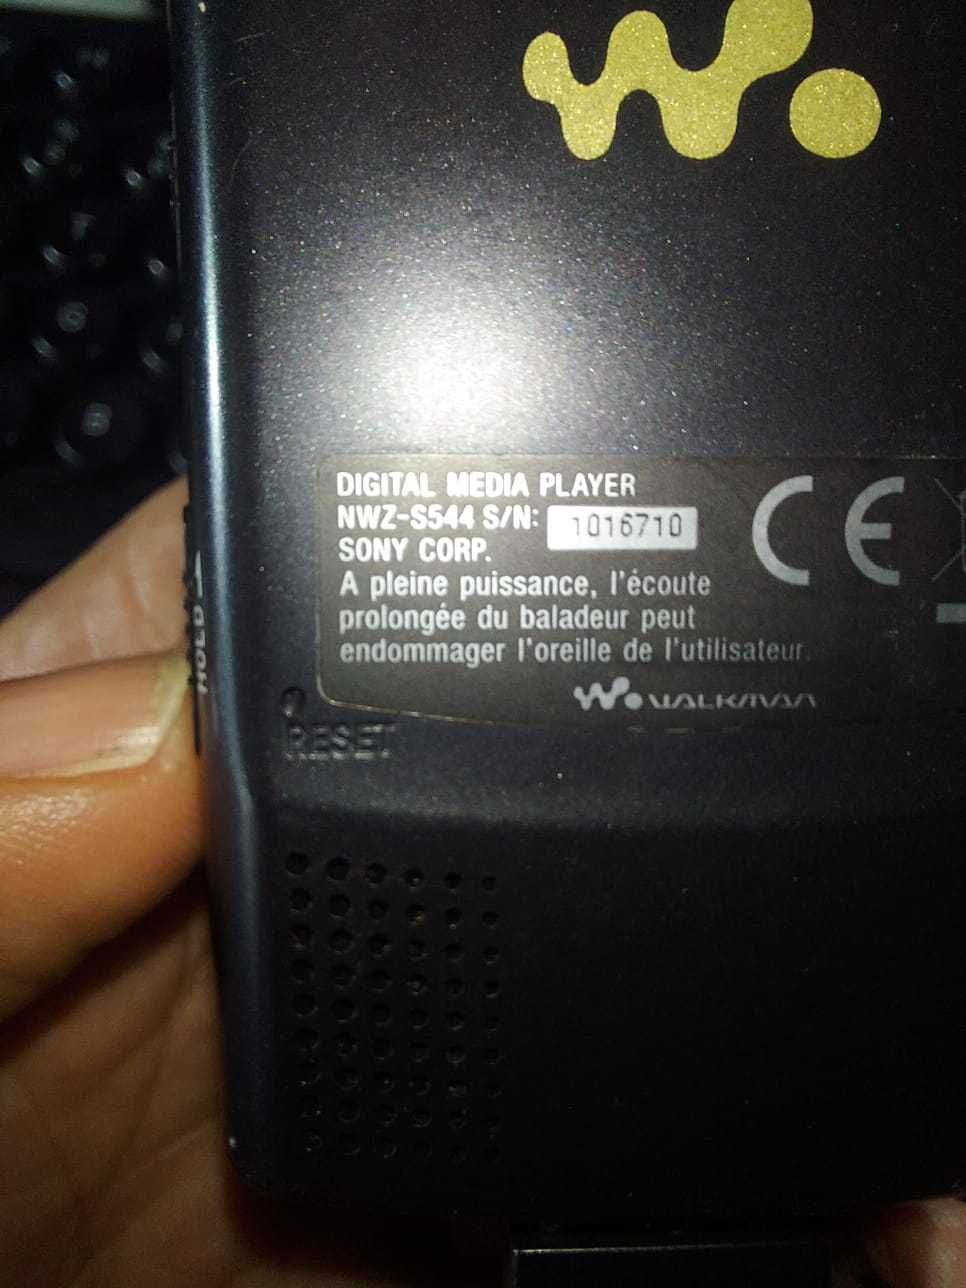 DIGITAL MEDIA PLAYER
NWZ-S544 S/N: 1016710
SONY CORP.
A pleine puissance, l'écoute
prolongée du baladeur peut
endommager l'oreille de l'utilisateur.
WALKMAN
HOLD
RESET
CE